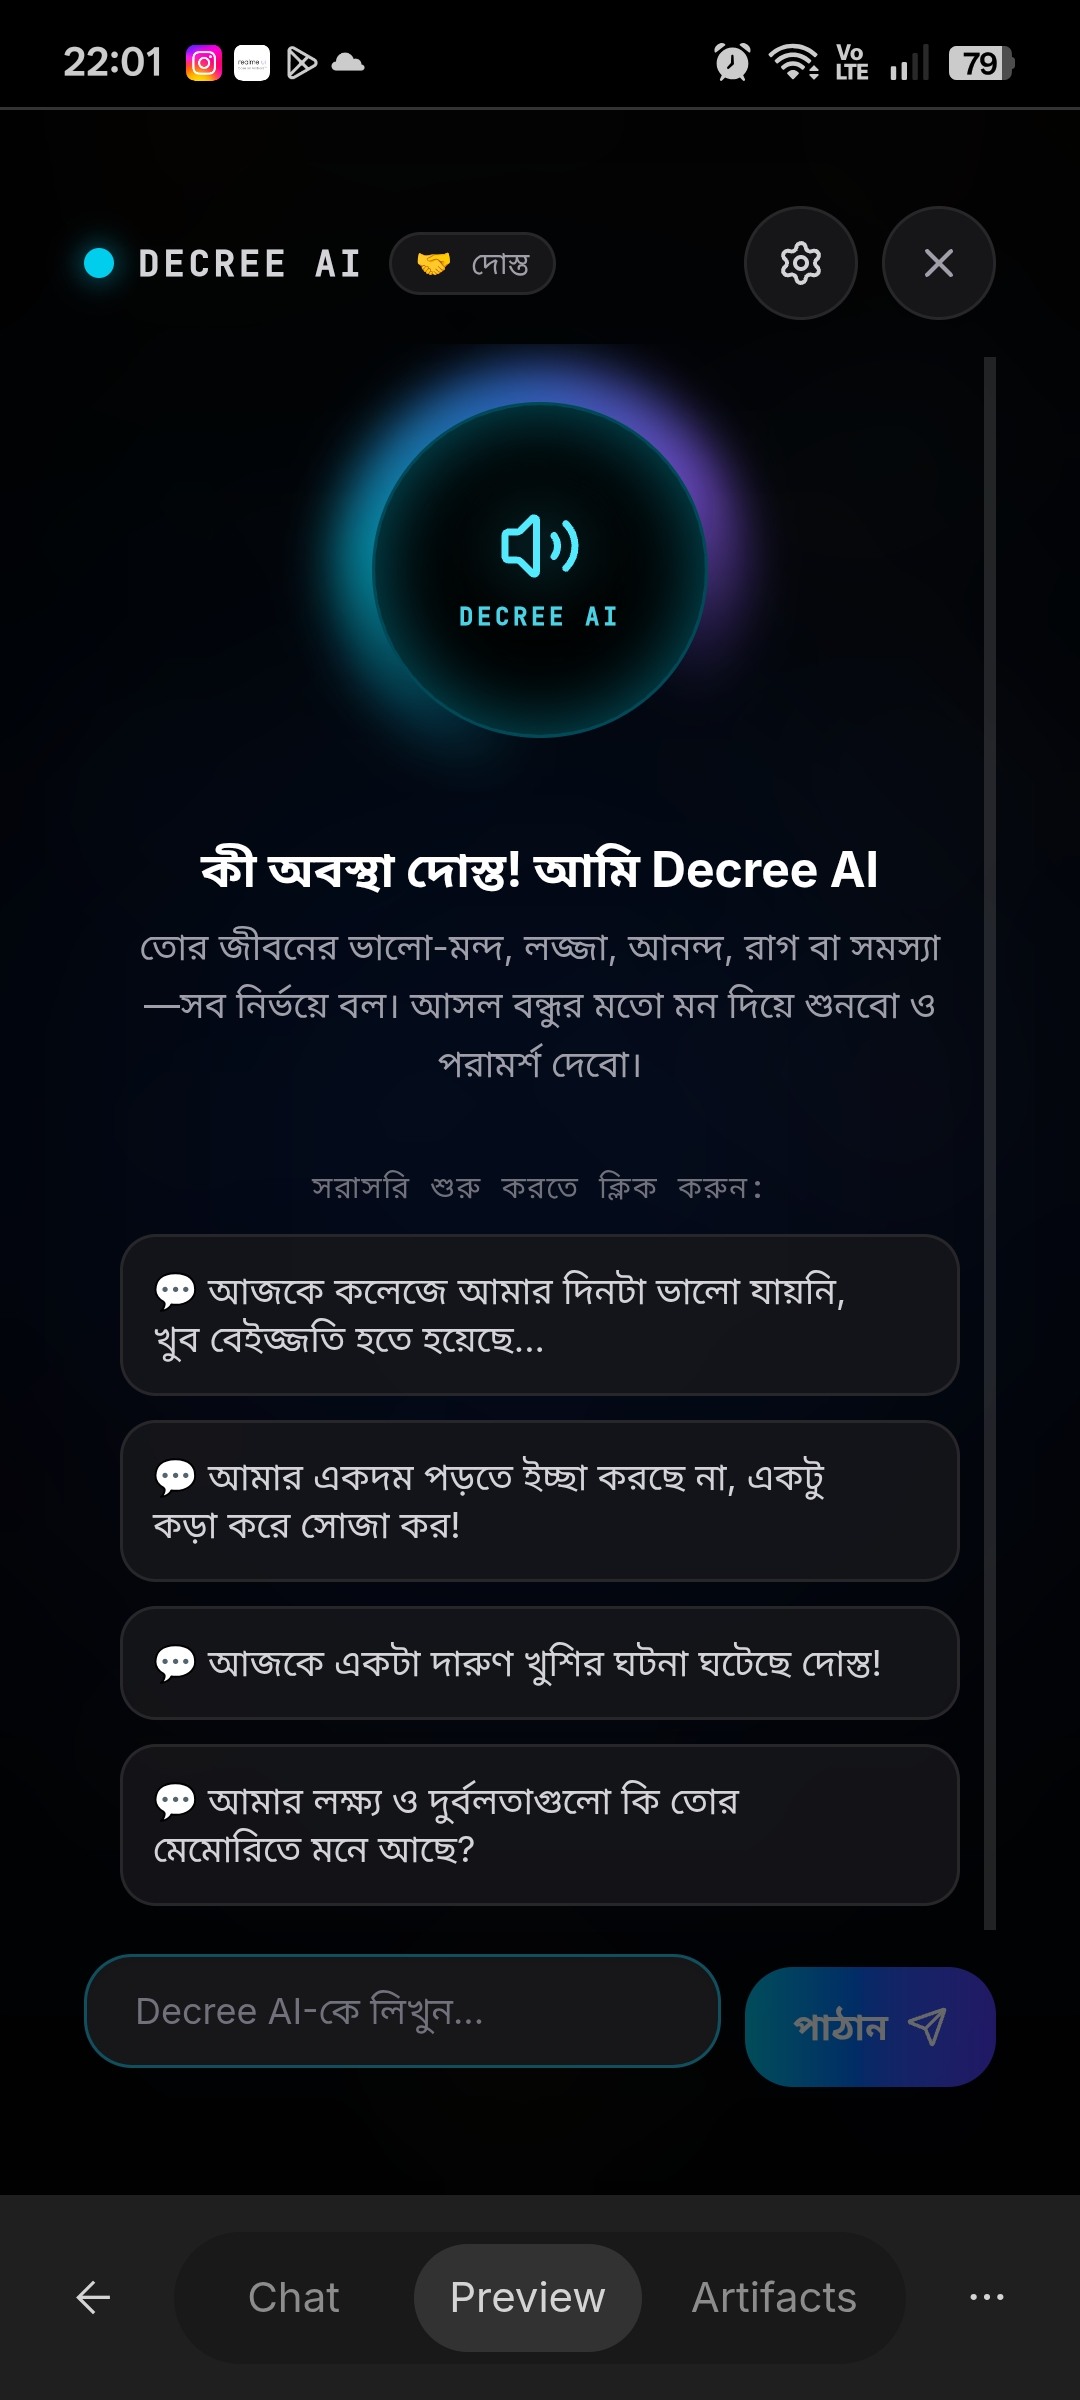 22:01
Vo
LTE
79
DECREE AI
🤝 দোস্ত
DECREE AI
কী অবস্থা দোস্ত! আমি Decree AI
তোর জীবনের ভালো-মন্দ, লজ্জা, আনন্দ, রাগ বা সমস্যা
—সব নির্ভয়ে বল। আসল বন্ধুর মতো মন দিয়ে শুনবো ও
পরামর্শ দেবো।
সরাসরি শুরু করতে ক্লিক করুন:
💬 আজকে কলেজে আমার দিনটা ভালো যায়নি,
খুব বেইজ্জতি হতে হয়েছে...
💬 আমার একদম পড়তে ইচ্ছা করছে না, একটু
কড়া করে সোজা কর!
💬 আজকে একটা দারুণ খুশির ঘটনা ঘটেছে দোস্ত!
💬 আমার লক্ষ্য ও দুর্বলতাগুলো কি তোর
মেমোরিতে মনে আছে?
Decree AI-কে লিখুন...
পাঠান
Chat
Preview
Artifacts